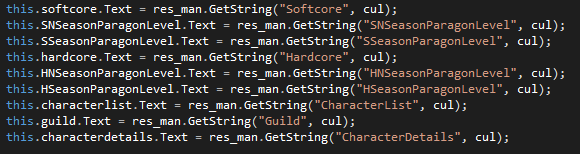 this.softcore.Text = res_man.GetString("Softcore", cul);
this.SNSeasonParagonLevel.Text = res_man.GetString("SNSeasonParagonLevel", cul);
this.SSeasonParagonLevel.Text = res_man.GetString("SSeasonParagonLevel", cul);
this.hardcore.Text = res_man.GetString("Hardcore", cul);
this.HNSeasonParagonLevel.Text = res_man.GetString("HNSeasonParagonLevel", cul);
this.HSeasonParagonLevel.Text = res_man.GetString("HSeasonParagonLevel", cul);
this.characterlist.Text = res_man.GetString("CharacterList", cul);
this.guild.Text = res_man.GetString("Guild", cul);
this.characterdetails.Text = res_man.GetString("CharacterDetails", cul);